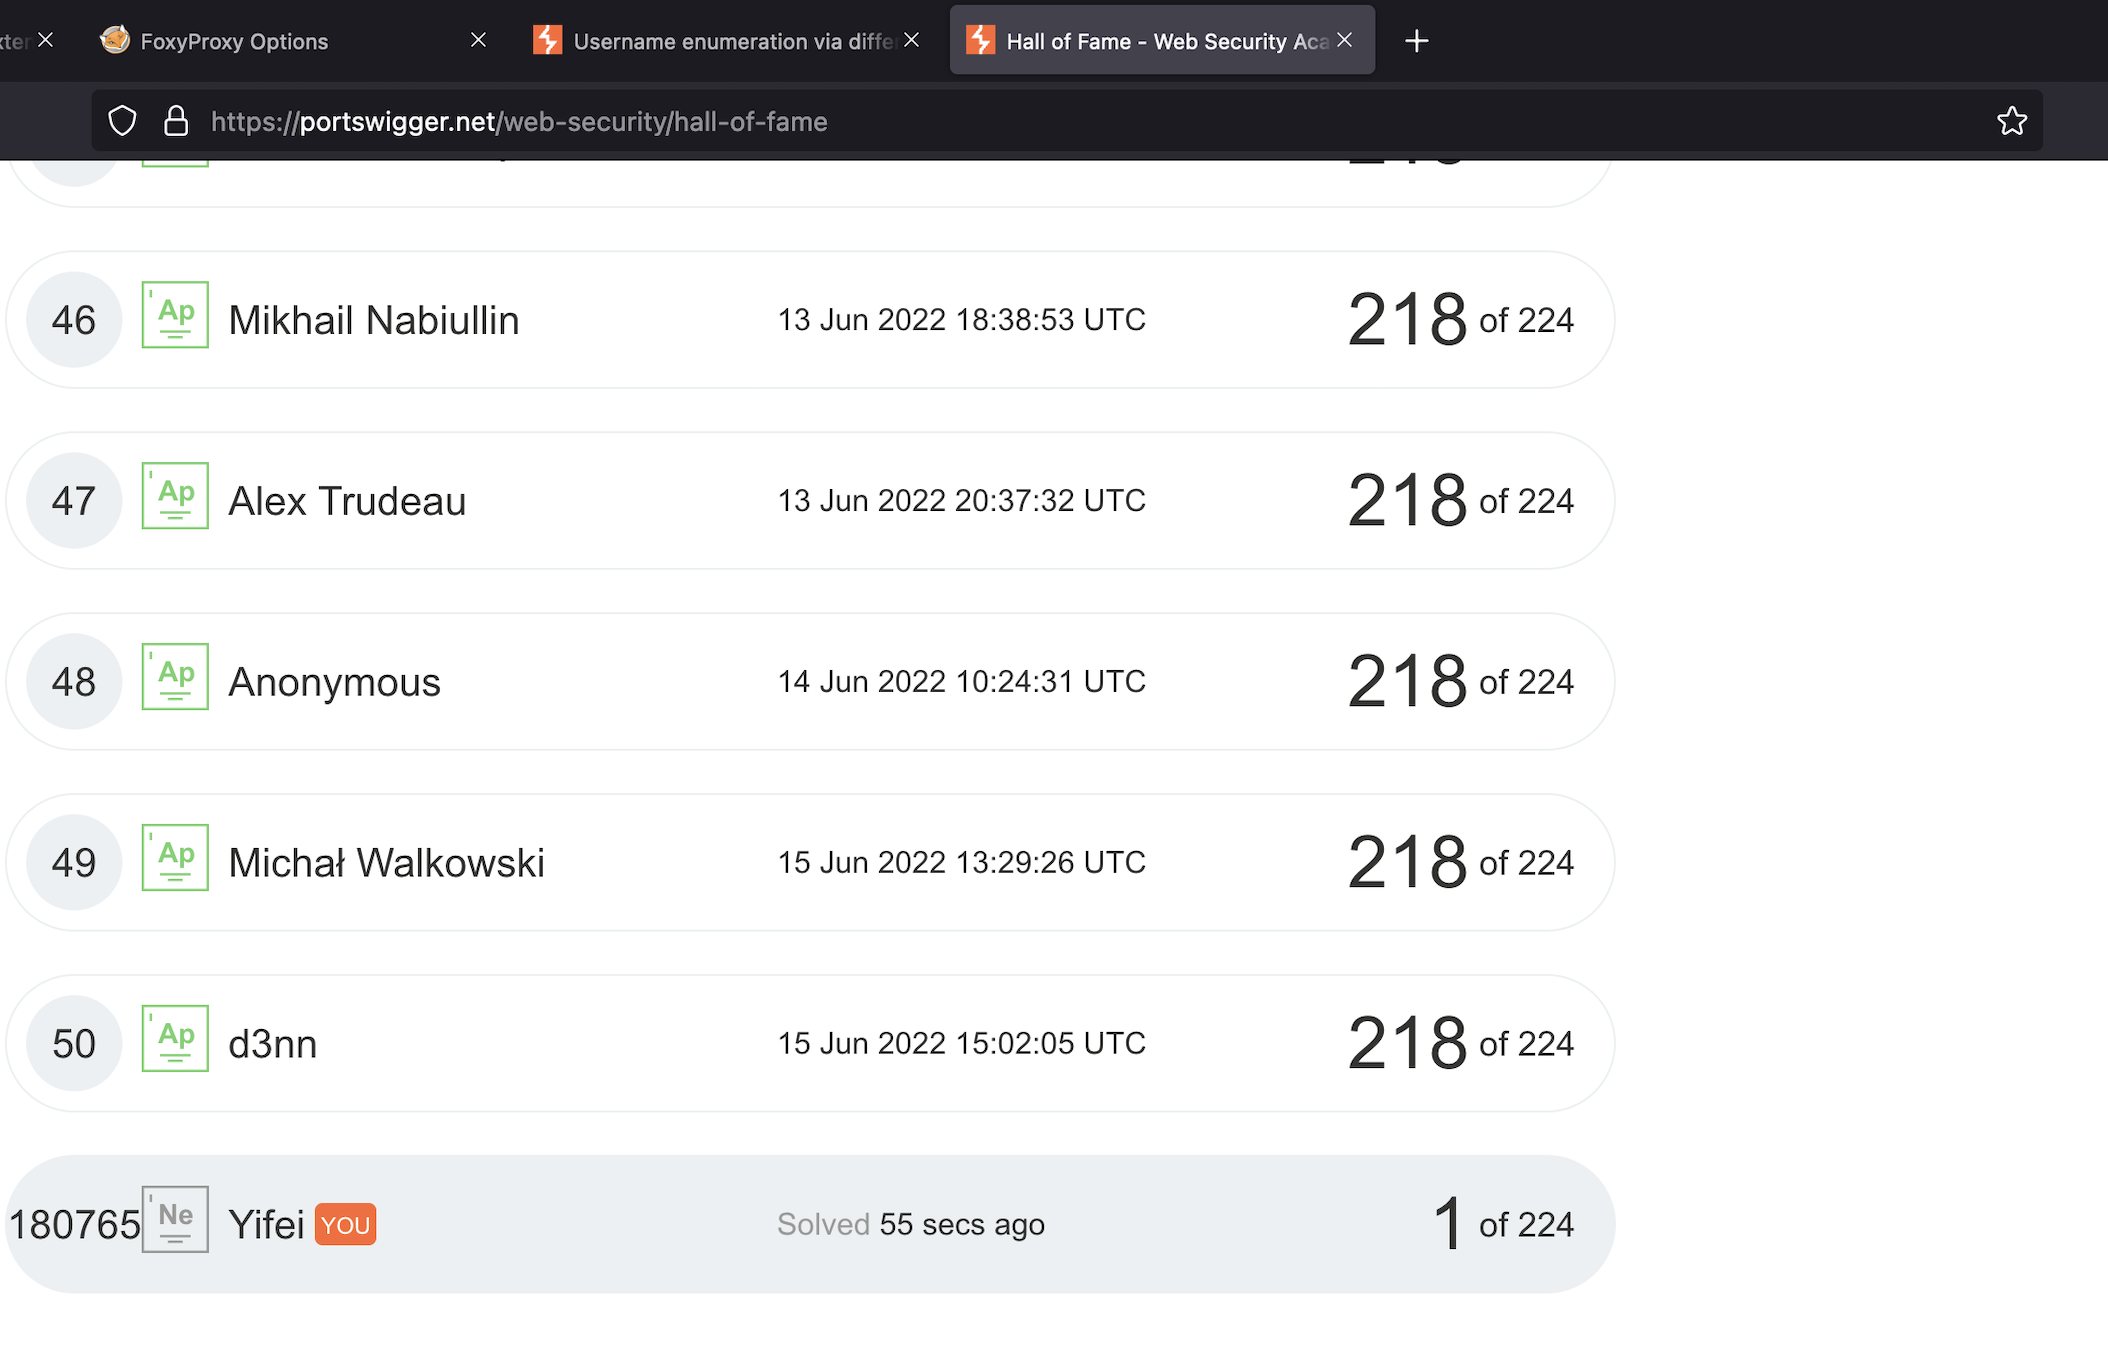 FoxyProxy Options
Username enumeration via diffe
Hall of Fame - Web Security Aca
https://portswigger.net/web-security/hall-of-fame
46 Ap Mikhail Nabiullin 13 Jun 2022 18:38:53 UTC 218 of 224
47 Ap Alex Trudeau 13 Jun 2022 20:37:32 UTC 218 of 224
48 Ap Anonymous 14 Jun 2022 10:24:31 UTC 218 of 224
49 Ap Michał Walkowski 15 Jun 2022 13:29:26 UTC 218 of 224
50 Ap d3nn 15 Jun 2022 15:02:05 UTC 218 of 224
180765 Ne Yifei YOU Solved 55 secs ago 1 of 224